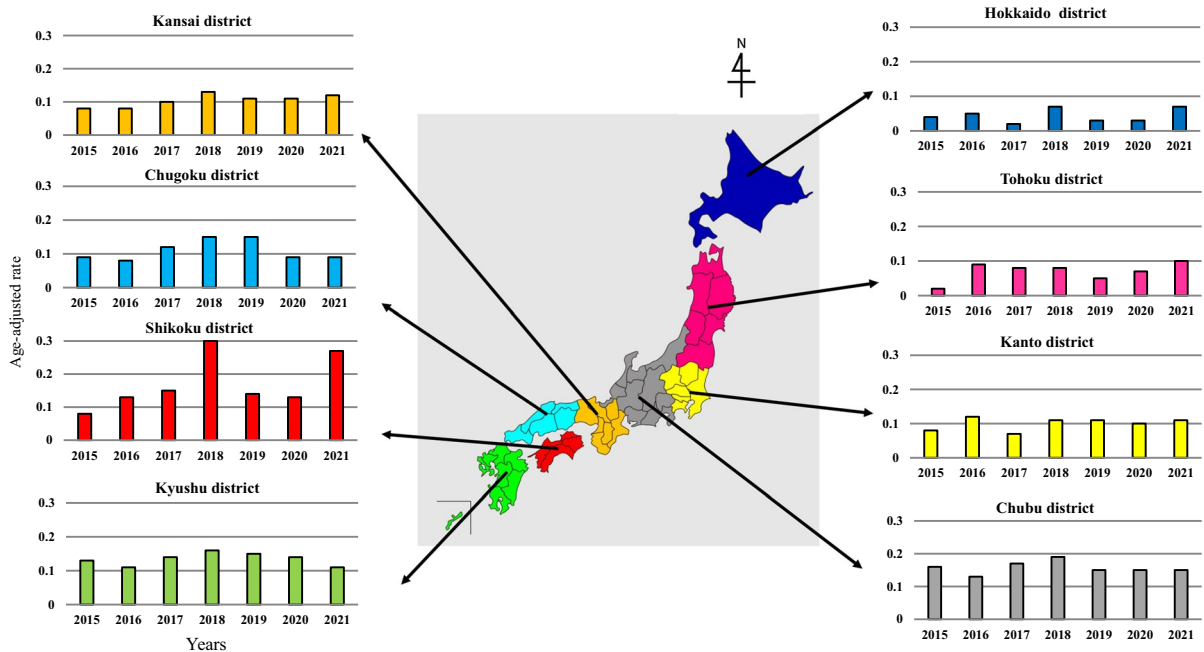 Kansai district
0.3
0.2
0.1
0
2015 2016 2017 2018 2019 2020 2021
Chugoku district
0.3
0.2
0.1
0
2015 2016 2017 2018 2019 2020 2021
Shikoku district
0.3
0.2
0.1
0
2015 2016 2017 2018 2019 2020 2021
Kyushu district
0.3
0.2
0.1
0
2015 2016 2017 2018 2019 2020 2021
Age-adjusted rate
Years
N
Hokkaido district
0.3
0.2
0.1
0
2015 2016 2017 2018 2019 2020 2021
Tohoku district
0.3
0.2
0.1
0
2015 2016 2017 2018 2019 2020 2021
Kanto district
0.3
0.2
0.1
0
2015 2016 2017 2018 2019 2020 2021
Chubu district
0.3
0.2
0.1
0
2015 2016 2017 2018 2019 2020 2021